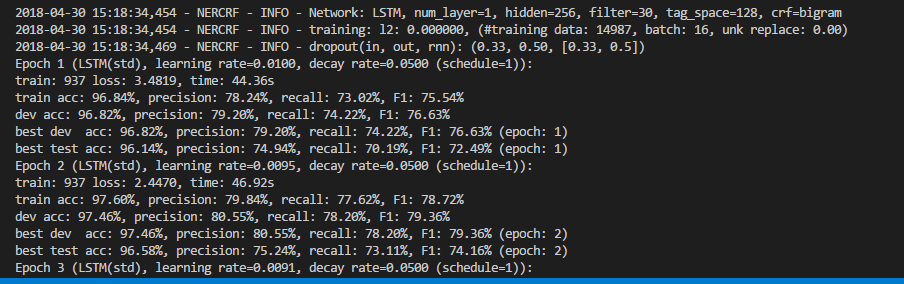 2018-04-30 15:18:34,454 - NERCRF - INFO - Network: LSTM, num_layer=1, hidden=256, filter=30, tag_space=128, crf=bigram
2018-04-30 15:18:34,454 - NERCRF - INFO - training: l2: 0.000000, (#training data: 14987, batch: 16, unk replace: 0.00)
2018-04-30 15:18:34,469 - NERCRF - INFO - dropout(in, out, rnn): (0.33, 0.50, [0.33, 0.5])
Epoch 1 (LSTM(std), learning rate=0.0100, decay rate=0.0500 (schedule=1)):
train: 937 loss: 3.4819, time: 44.36s
train acc: 96.84%, precision: 78.24%, recall: 73.02%, F1: 75.54%
dev acc: 96.82%, precision: 79.20%, recall: 74.22%, F1: 76.63%
best dev  acc: 96.82%, precision: 79.20%, recall: 74.22%, F1: 76.63% (epoch: 1)
best test acc: 96.14%, precision: 74.94%, recall: 70.19%, F1: 72.49% (epoch: 1)
Epoch 2 (LSTM(std), learning rate=0.0095, decay rate=0.0500 (schedule=1)):
train: 937 loss: 2.4470, time: 46.92s
train acc: 97.60%, precision: 79.84%, recall: 77.62%, F1: 78.72%
dev acc: 97.46%, precision: 80.55%, recall: 78.20%, F1: 79.36%
best dev  acc: 97.46%, precision: 80.55%, recall: 78.20%, F1: 79.36% (epoch: 2)
best test acc: 96.58%, precision: 75.24%, recall: 73.11%, F1: 74.16% (epoch: 2)
Epoch 3 (LSTM(std), learning rate=0.0091, decay rate=0.0500 (schedule=1)):